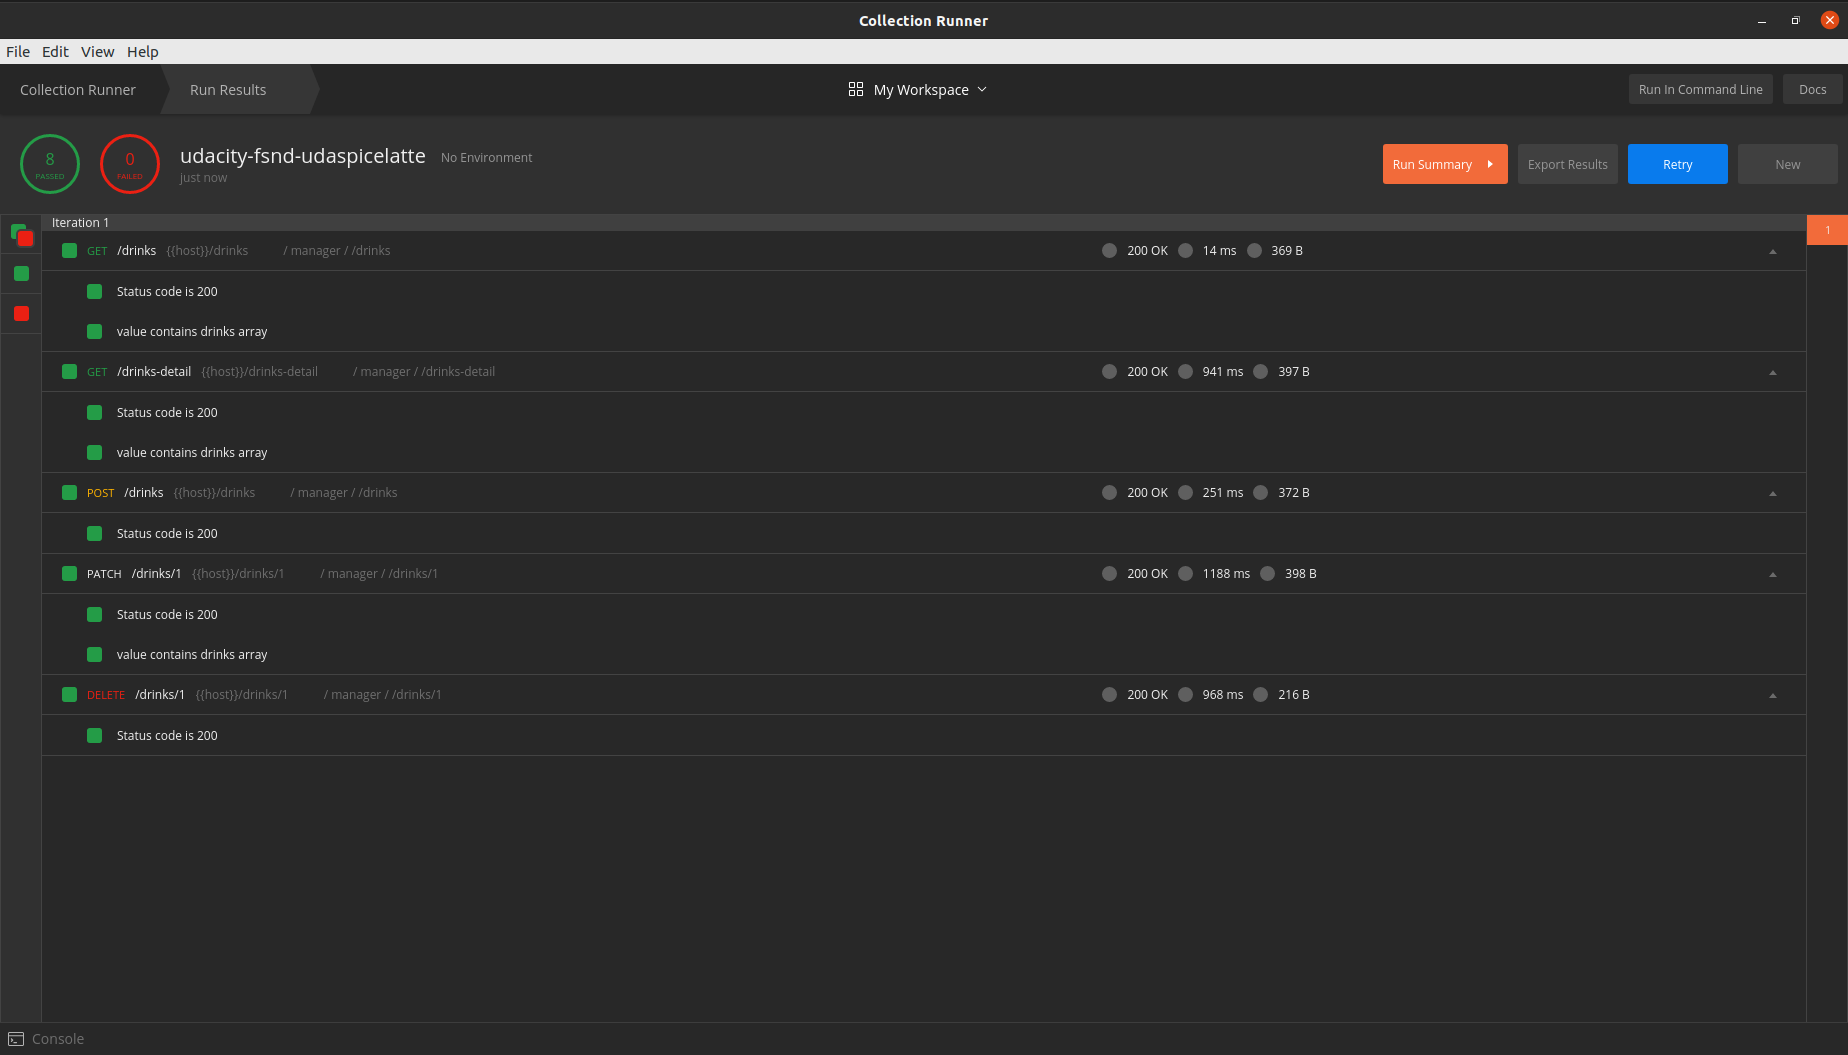 Collection Runner
File Edit View Help
Collection Runner Run Results My Workspace Run In Command Line Docs
8 PASSED 0 FAILED udacity-fsnd-udaspicelatte No Environment Run Summary Export Results Retry New
just now
Iteration 1 1
GET /drinks {{host}}/drinks / manager / /drinks 200 OK 14 ms 369 B
Status code is 200
value contains drinks array
GET /drinks-detail {{host}}/drinks-detail / manager / /drinks-detail 200 OK 941 ms 397 B
Status code is 200
value contains drinks array
POST /drinks {{host}}/drinks / manager / /drinks 200 OK 251 ms 372 B
Status code is 200
PATCH /drinks/1 {{host}}/drinks/1 / manager / /drinks/1 200 OK 1188 ms 398 B
Status code is 200
value contains drinks array
DELETE /drinks/1 {{host}}/drinks/1 / manager / /drinks/1 200 OK 968 ms 216 B
Status code is 200
Console